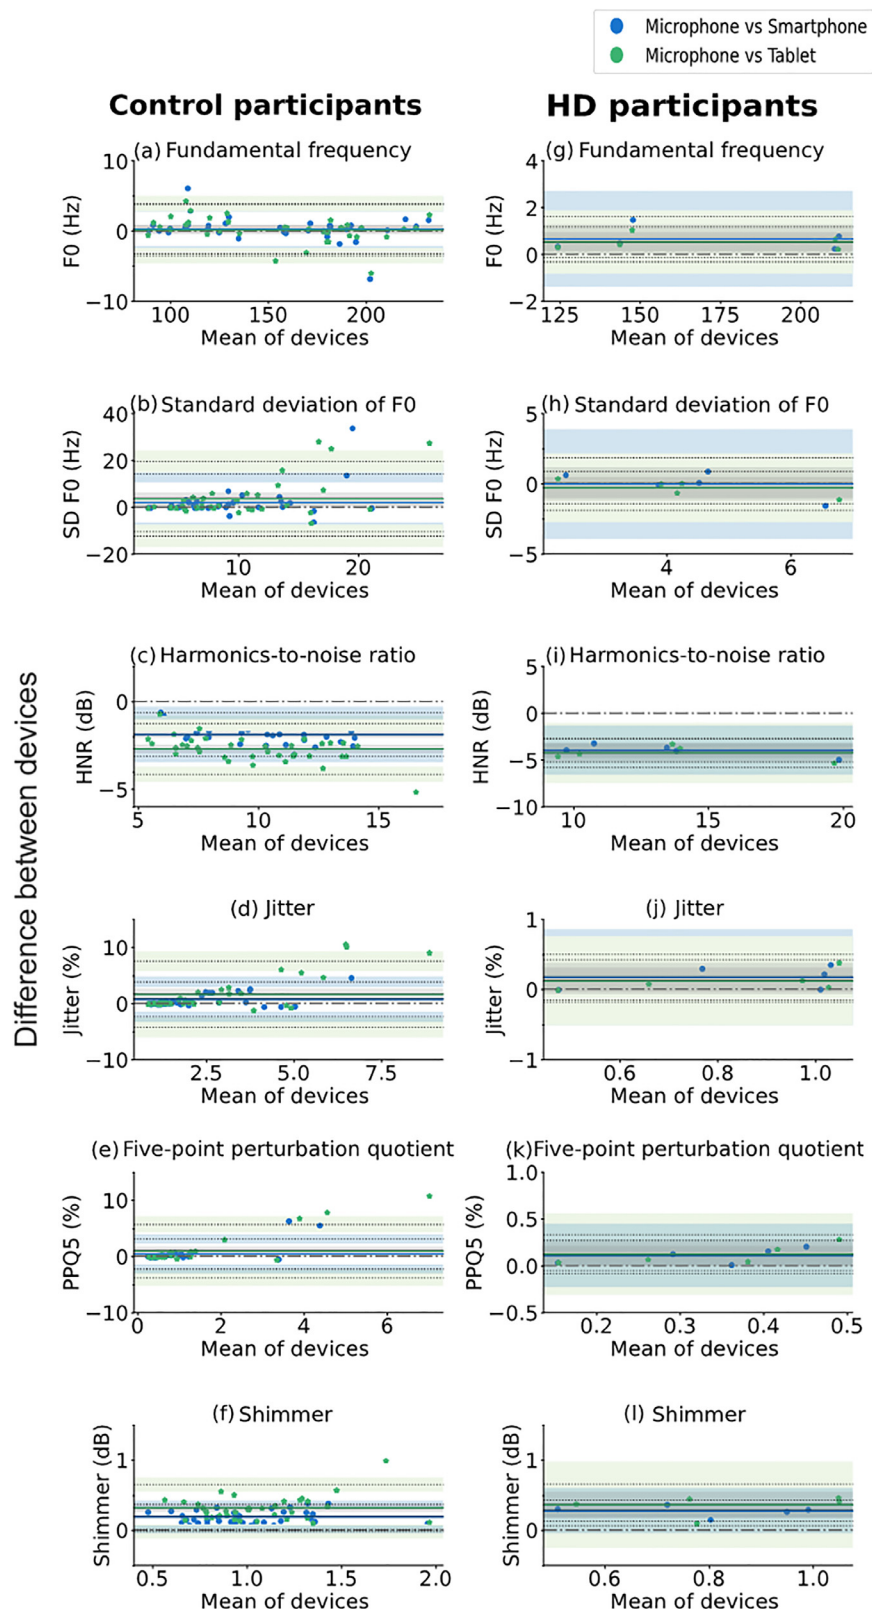 Microphone vs Smartphone
Microphone vs Tablet
Control participants
HD participants
Difference between devices
(a) Fundamental frequency
F0 (Hz)
10
0
−10
100 150 200
Mean of devices
(g) Fundamental frequency
F0 (Hz)
4
2
0
−2
125 150 175 200
Mean of devices
(b) Standard deviation of F0
SD F0 (Hz)
40
20
0
−20
10 20
Mean of devices
(h) Standard deviation of F0
SD F0 (Hz)
5
0
−5
4 6
Mean of devices
(c) Harmonics-to-noise ratio
HNR (dB)
0
−5
5 10 15
Mean of devices
(i) Harmonics-to-noise ratio
HNR (dB)
5
0
−5
−10
10 15 20
Mean of devices
(d) Jitter
Jitter (%)
10
0
−10
2.5 5.0 7.5
Mean of devices
(j) Jitter
Jitter (%)
1
0
−1
0.6 0.8 1.0
Mean of devices
(e) Five-point perturbation quotient
PPQ5 (%)
10
0
−10
0 2 4 6
Mean of devices
(k) Five-point perturbation quotient
PPQ5 (%)
1.0
0.5
0.0
−0.5
0.2 0.3 0.4 0.5
Mean of devices
(f) Shimmer
Shimmer (dB)
1
0
0.5 1.0 1.5 2.0
Mean of devices
(l) Shimmer
Shimmer (dB)
1
0
0.6 0.8 1.0
Mean of devices